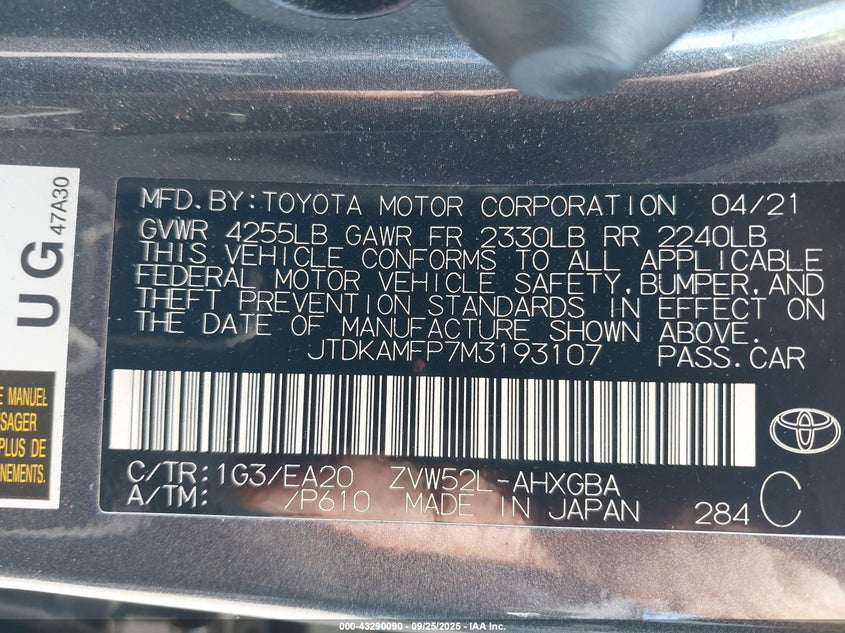 UG
47A30
MFD.BY:TOYOTA MOTOR CORPORATION 04/21
GVWR 4255LB GAWR FR 2330LB RR 2240LB
THIS VEHICLE CONFORMS TO ALL APPLICABLE
FEDERAL MOTOR VEHICLE SAFETY,BUMPER,AND
THEFT PREVENTION STANDARDS IN EFFECT ON
THE DATE OF MANUFACTURE SHOWN ABOVE.
JTDKAMFP7M3193107 PASS.CAR
C/TR:1G3/EA20 ZVW52L-AHXGBA
A/TM: /P610 MADE IN JAPAN 284 C
E MANUEL
SAGER
PLUS DE
NEMENTS.
000-43290090 - 09/25/2025 - IAA Inc.